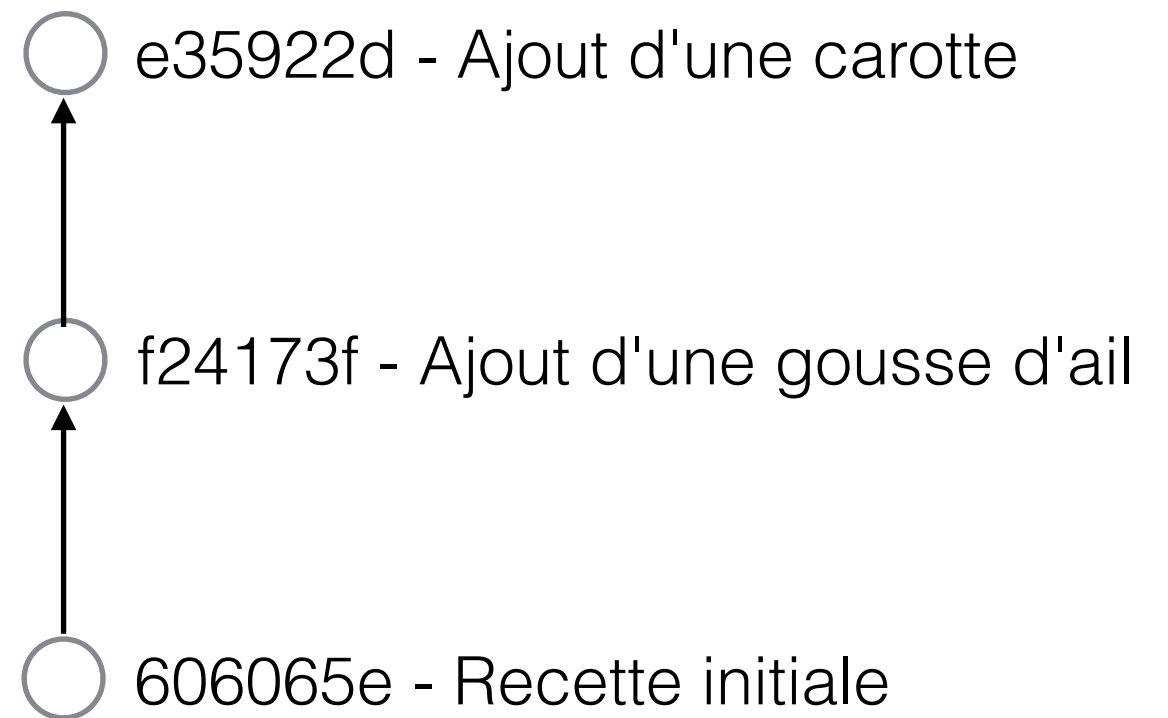 e35922d - Ajout d'une carotte
f24173f - Ajout d'une gousse d'ail
606065e - Recette initiale